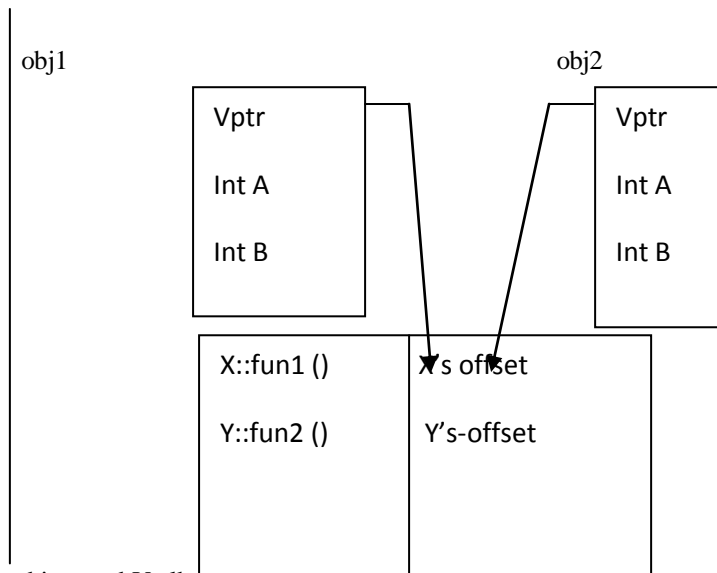 obj1 obj2
Vptr Vptr
Int A Int A
Int B Int B
X::fun1 () X's offset
Y::fun2 () Y's-offset